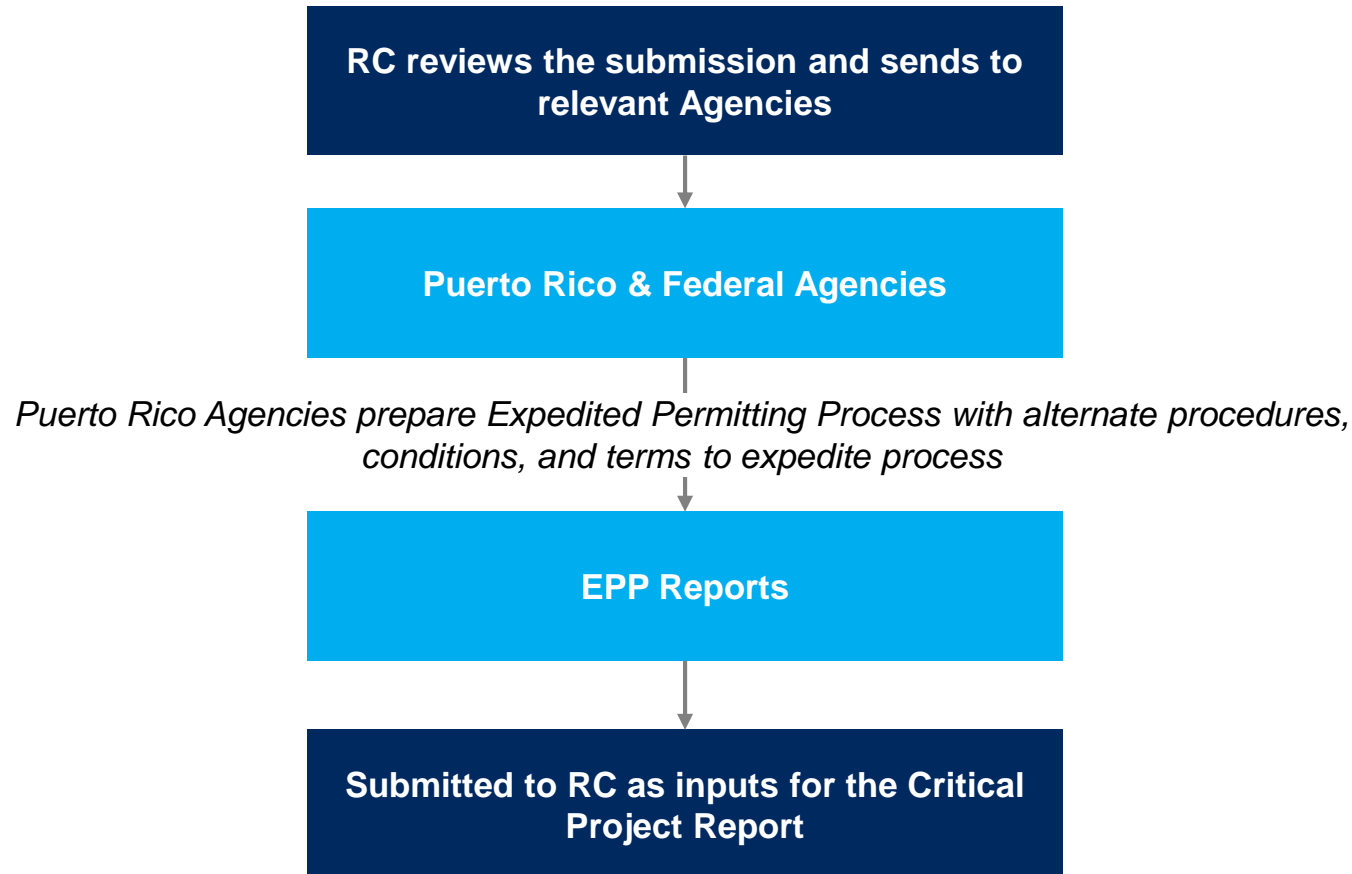 RC reviews the submission and sends to
relevant Agencies
Puerto Rico & Federal Agencies
Puerto Rico Agencies prepare Expedited Permitting Process with alternate procedures,
conditions, and terms to expedite process
EPP Reports
Submitted to RC as inputs for the Critical
Project Report